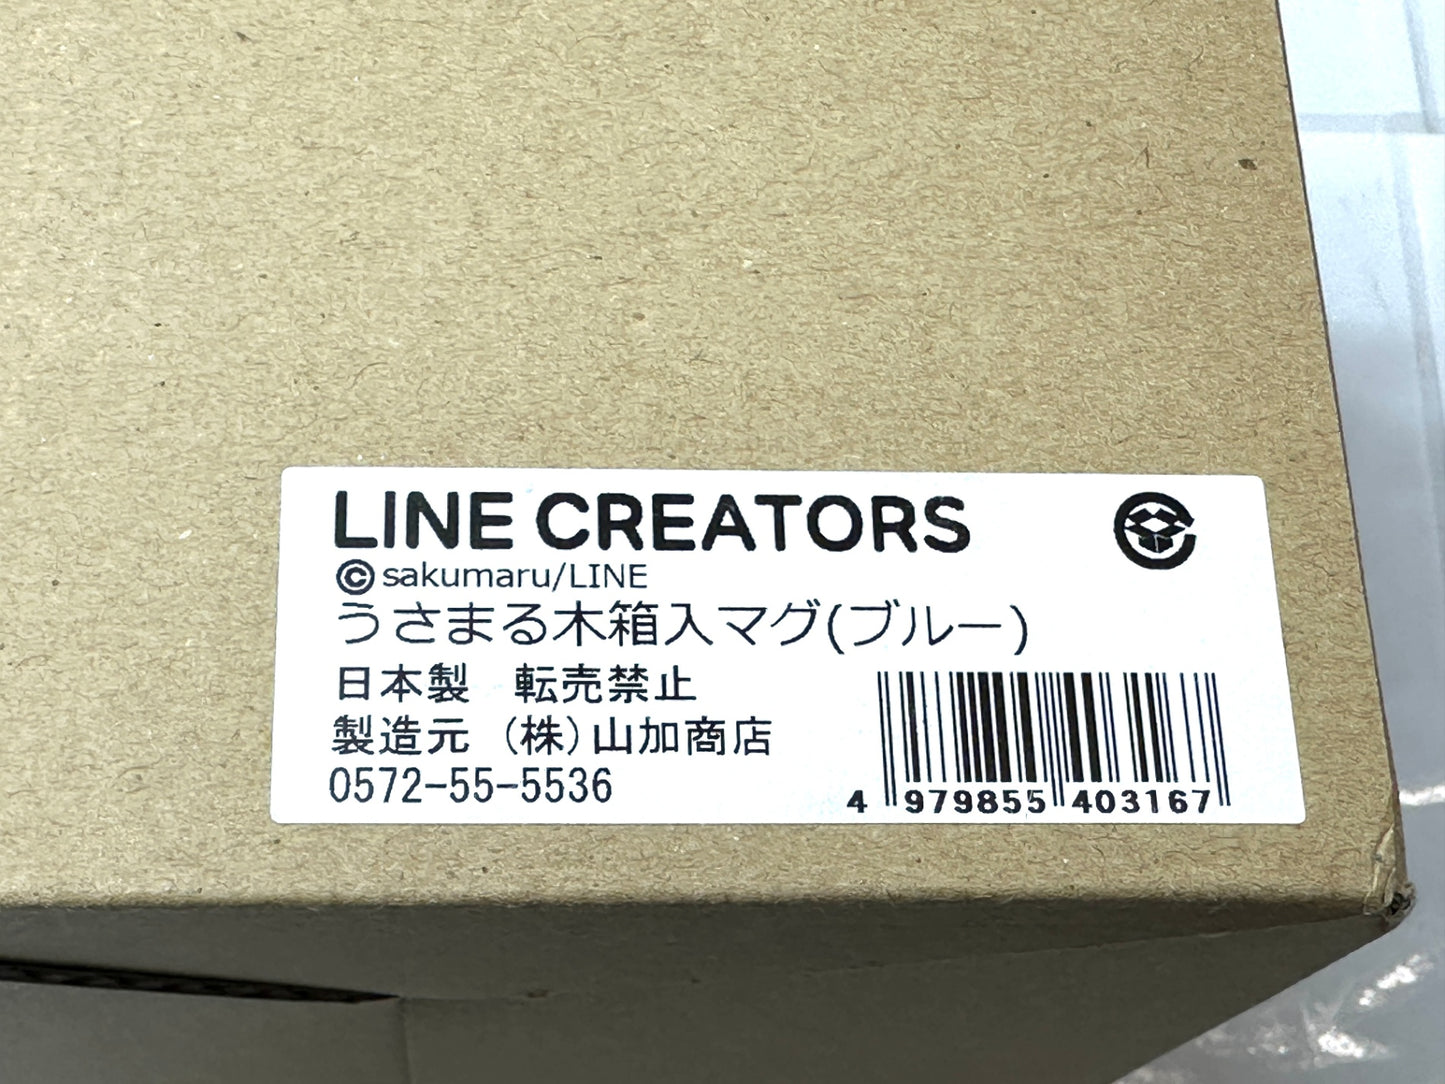 LINE CREATORS
©sakumaru/LINE
うさまる木箱入マグ(ブルー)
日本製 転売禁止
製造元 (株)山加商店
0572-55-5536
4 979855 403167